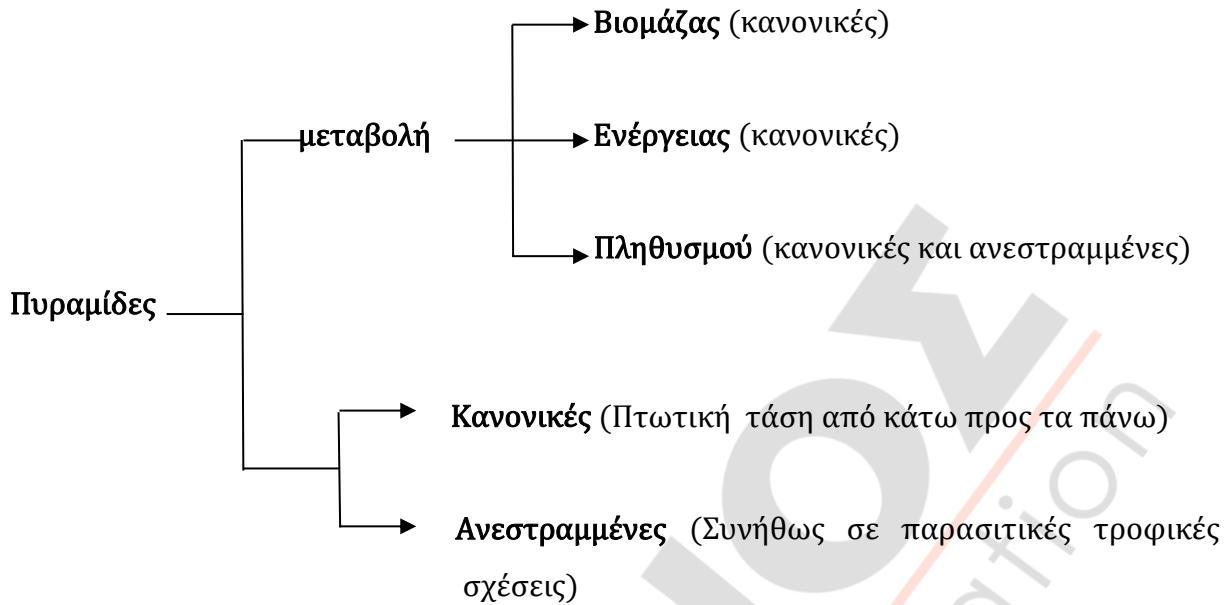 Βιομάζας (κανονικές)
μεταβολή
Ενέργειας (κανονικές)
Πληθυσμού (κανονικές και ανεστραμμένες)
Πυραμίδες
Κανονικές (Πτωτική τάση από κάτω προς τα πάνω)
Ανεστραμμένες (Συνήθως σε παρασιτικές τροφικές
σχέσεις)